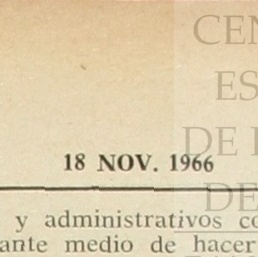 CEN
ES
DE
18 NOV. 1966
DE
y administrativos co
ante medio de hacer